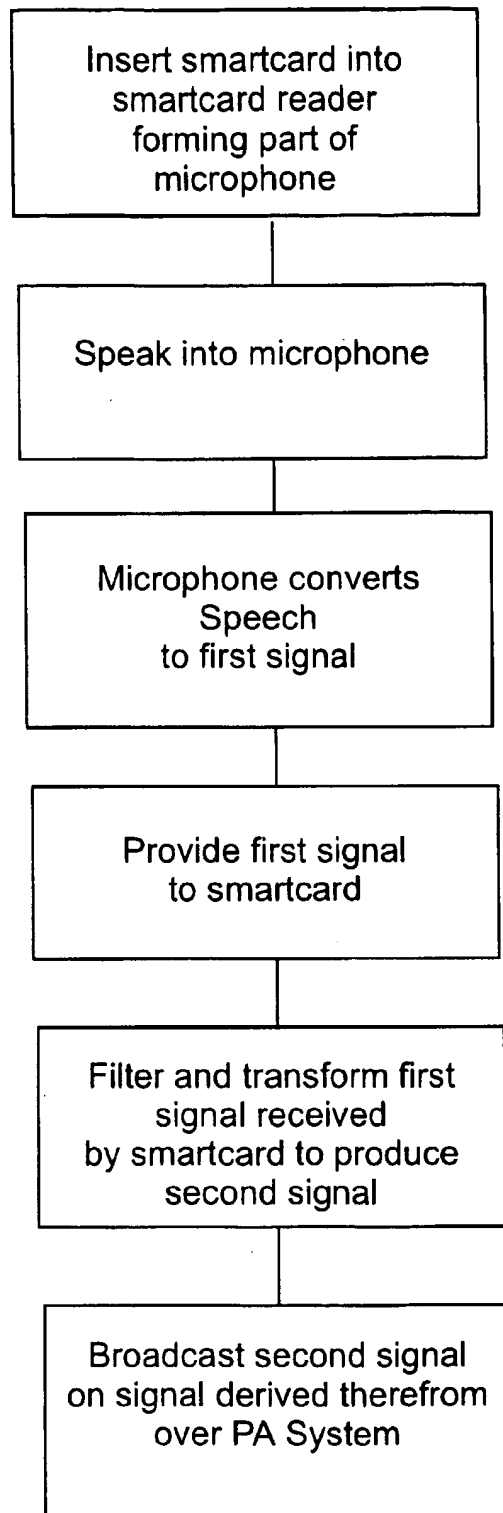 Insert smartcard into
smartcard reader
forming part of
microphone
Speak into microphone
Microphone converts
Speech
to first signal
Provide first signal
to smartcard
Filter and transform first
signal received
by smartcard to produce
second signal
Broadcast second signal
on signal derived therefrom
over PA System